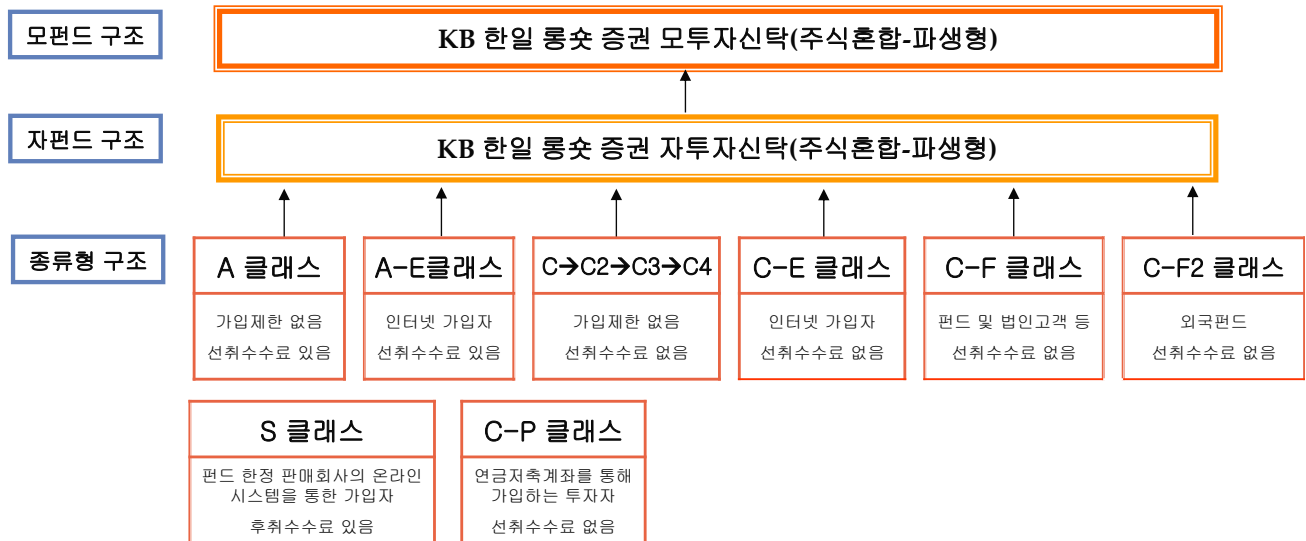 모펀드 구조
KB 한일 롱숏 증권 모투자신탁(주식혼합-파생형)
자펀드 구조
KB 한일 롱숏 증권 자투자신탁(주식혼합-파생형)
종류형 구조
A 클래스
가입제한 없음
선취수수료 있음
A-E클래스
인터넷 가입자
선취수수료 있음
C→C2→C3→C4
가입제한 없음
선취수수료 없음
C-E 클래스
인터넷 가입자
선취수수료 없음
C-F 클래스
펀드 및 법인고객 등
선취수수료 없음
C-F2 클래스
외국펀드
선취수수료 없음
S 클래스
펀드 한정 판매회사의 온라인
시스템을 통한 가입자
후취수수료 있음
C-P 클래스
연금저축계좌를 통해
가입하는 투자자
선취수수료 없음